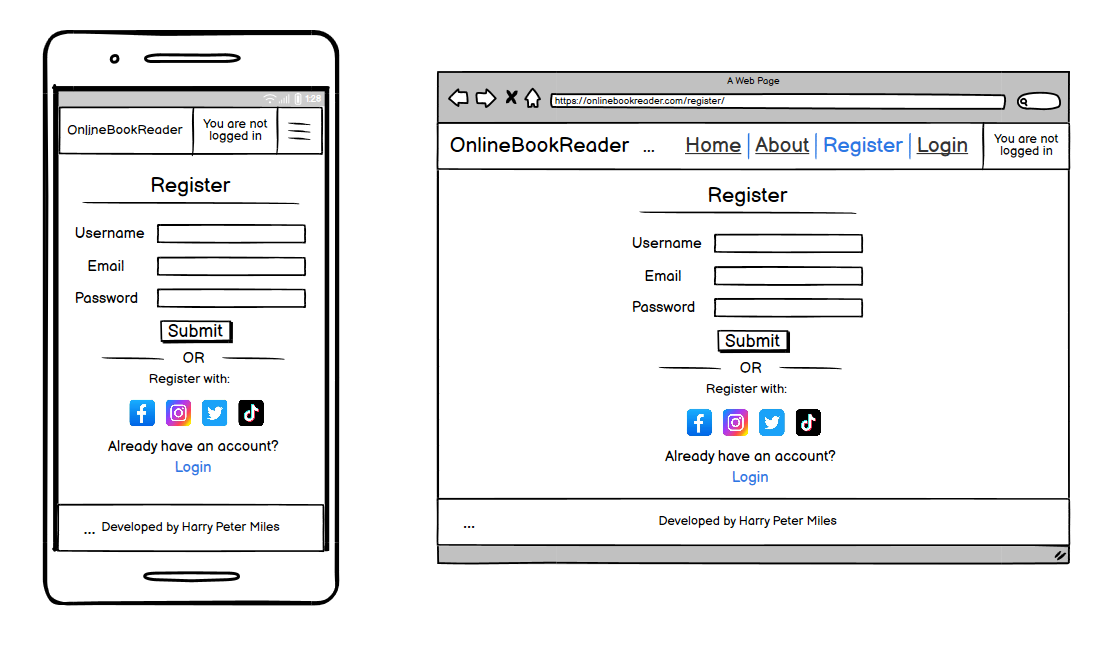 1:28
OnlineBookReader
You are not
logged in
Register
Username
Email
Password
Submit
OR
Register with:
Already have an account?
Login
... Developed by Harry Peter Miles
A Web Page
https://onlinebookreader.com/register/
OnlineBookReader ... Home About Register Login
You are not
logged in
Register
Username
Email
Password
Submit
OR
Register with:
Already have an account?
Login
... Developed by Harry Peter Miles